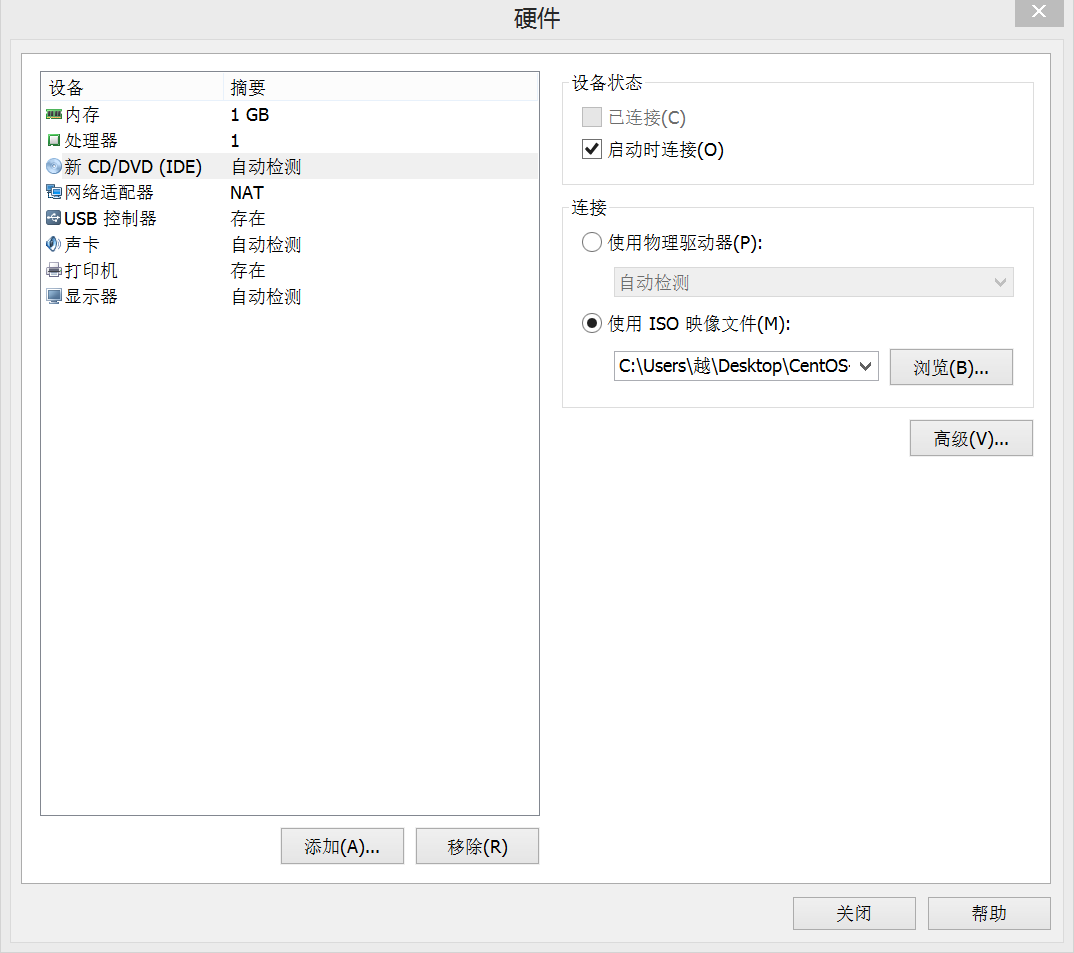 硬件
设备 摘要
内存 1 GB
处理器 1
新 CD/DVD (IDE) 自动检测
网络适配器 NAT
USB 控制器 存在
声卡 自动检测
打印机 存在
显示器 自动检测
添加(A)... 移除(R)
设备状态
已连接(C)
启动时连接(O)
连接
使用物理驱动器(P):
自动检测
使用 ISO 映像文件(M):
C:\Users\越\Desktop\CentOS- 浏览(B)...
高级(V)...
关闭 帮助